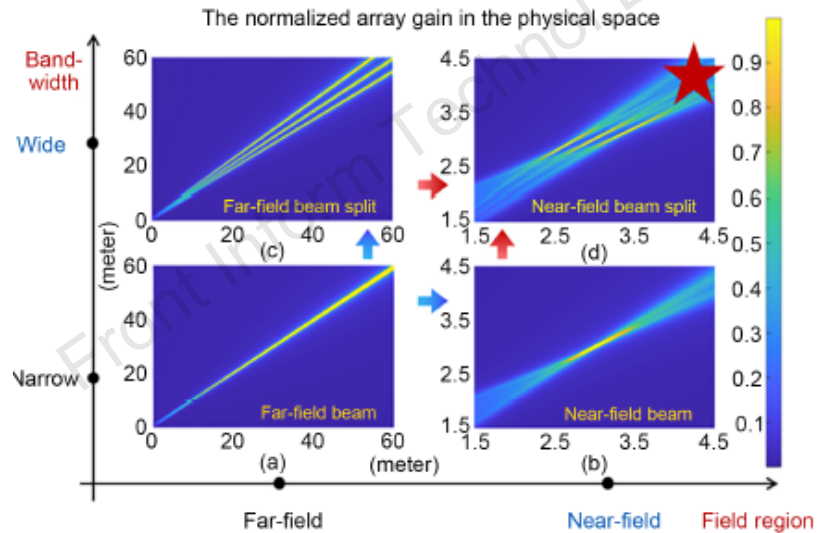 The normalized array gain in the physical space
Band-
width
Wide
Narrow
(meter)
60
40
20
0
0 20 40 60
Far-field beam split
(c)
4.5
3.5
2.5
1.5
1.5 2.5 3.5 4.5
Near-field beam split
(d)
60
40
20
0
0 20 40 60
Far-field beam
(a)
(meter)
4.5
3.5
2.5
1.5
1.5 2.5 3.5 4.5
Near-field beam
(b)
0.9
0.8
0.7
0.6
0.5
0.4
0.3
0.2
0.1
Far-field
Near-field
Field region
Front Inform Technol